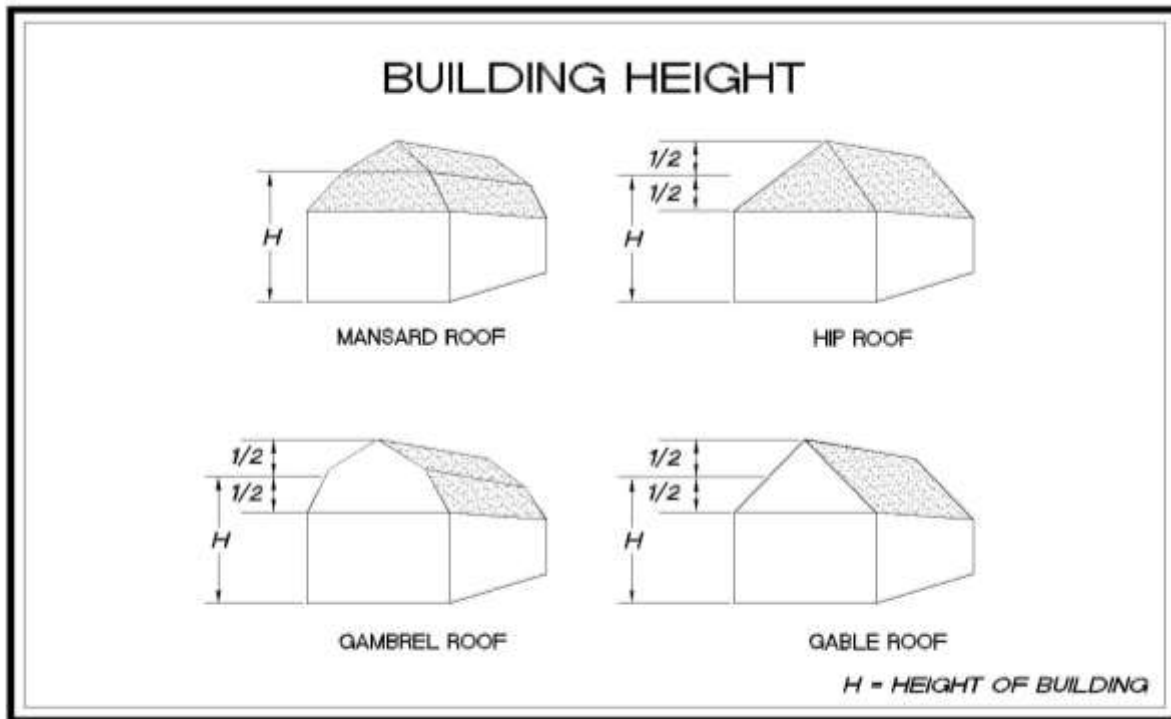 BUILDING HEIGHT
H
MANSARD ROOF
1/2
1/2
H
HIP ROOF
1/2
1/2
H
GAMBREL ROOF
1/2
1/2
H
GABLE ROOF
H = HEIGHT OF BUILDING